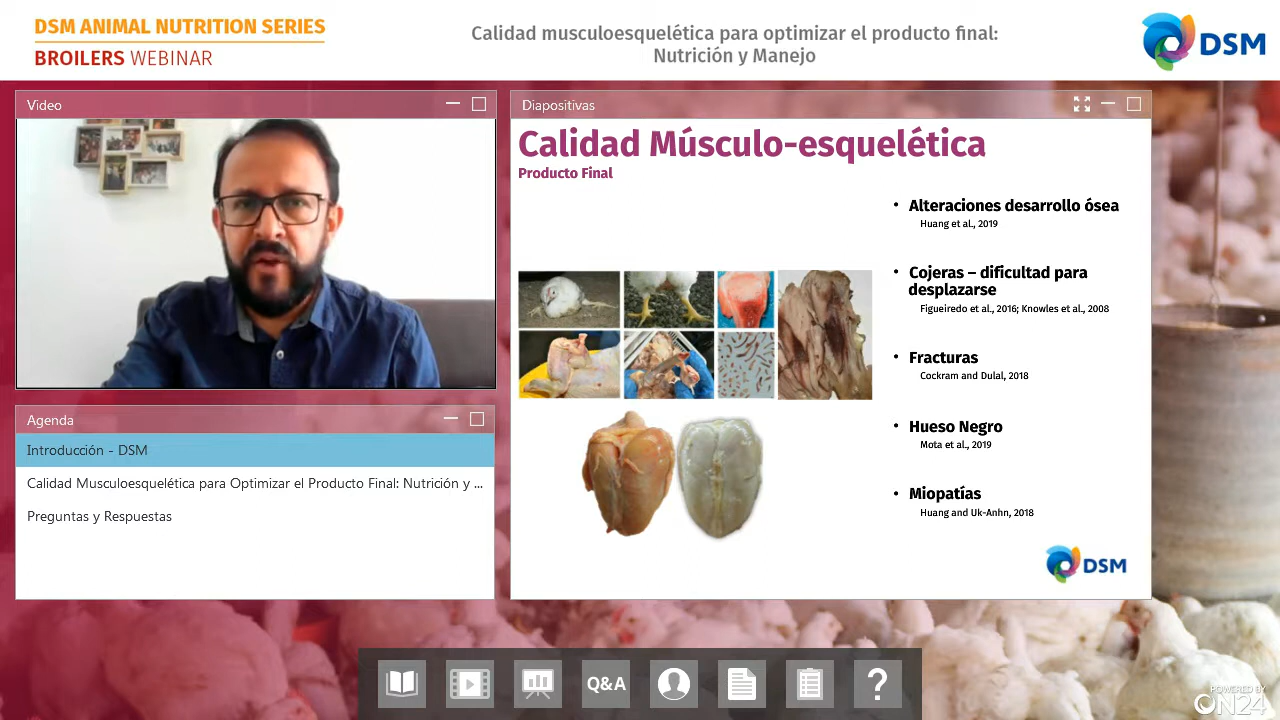 DSM ANIMAL NUTRITION SERIES
BROILERS WEBINAR
Calidad musculoesquelética para optimizar el producto final:
Nutrición y Manejo
DSM
Video
Agenda
Introducción - DSM
Calidad Musculoesquelética para Optimizar el Producto Final: Nutrición y ...
Preguntas y Respuestas
Diapositivas
Calidad Músculo-esquelética
Producto Final
• Alteraciones desarrollo ósea
Huang et al., 2019
• Cojeras – dificultad para
desplazarse
Figueiredo et al., 2016; Knowles et al., 2008
• Fracturas
Cockram and Dulal, 2018
• Hueso Negro
Mota et al., 2019
• Miopatías
Huang and Uk-Anhn, 2018
DSM
Q&A
?
POWERED BY
ON24